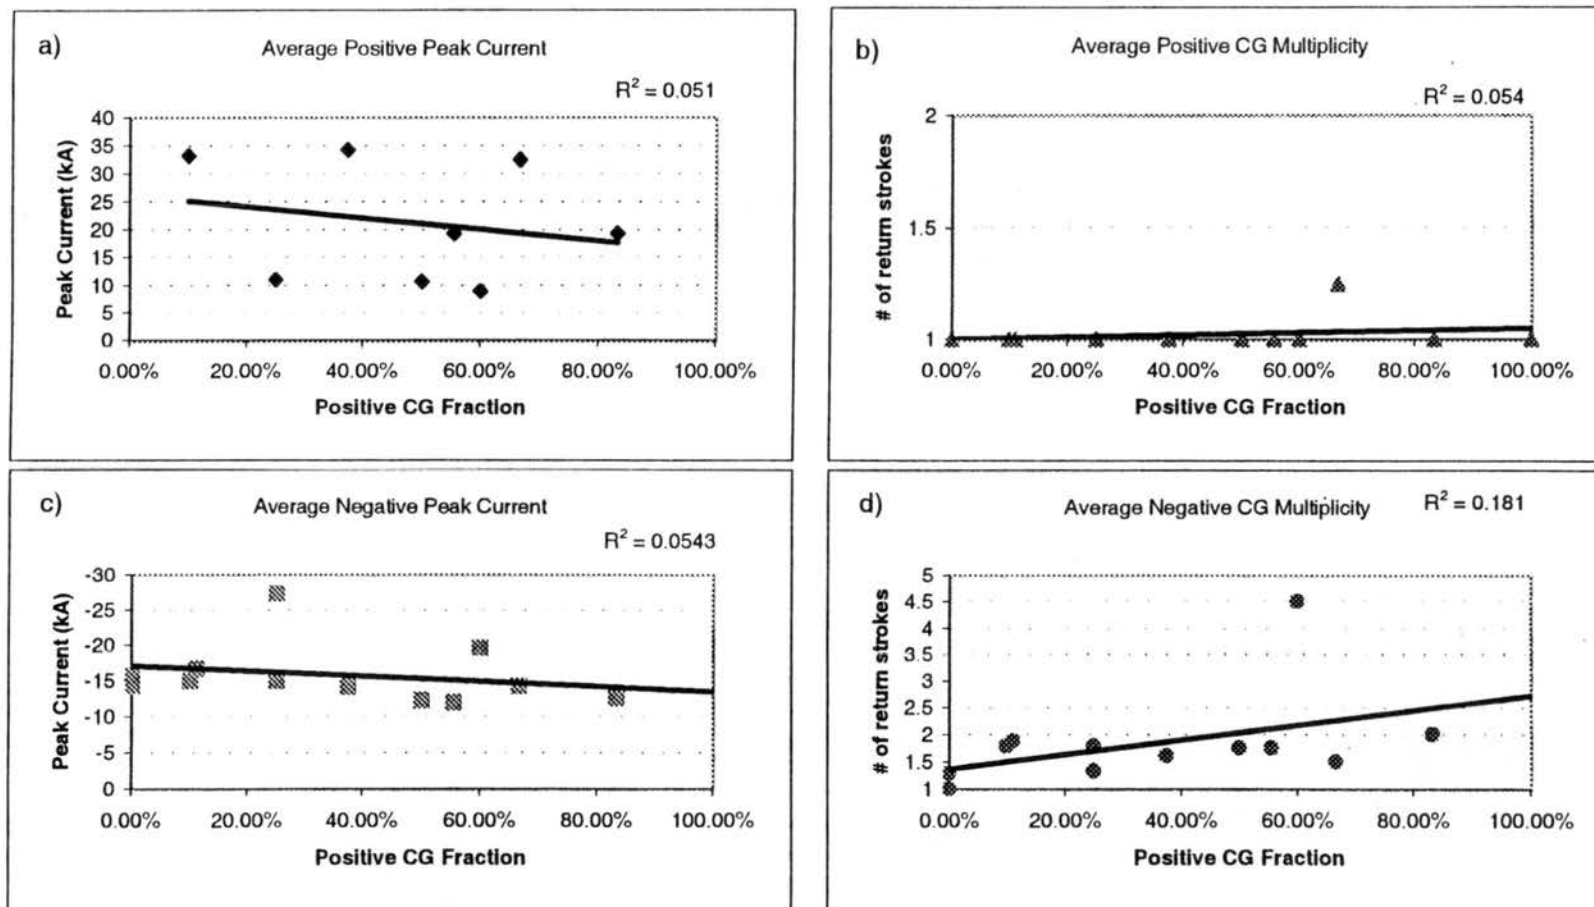 a)
Average Positive Peak Current
R² = 0.051
Peak Current (kA)
40
35
30
25
20
15
10
5
0
0.00% 20.00% 40.00% 60.00% 80.00% 100.00%
Positive CG Fraction
b)
Average Positive CG Multiplicity
R² = 0.054
# of return strokes
2
1.5
1
0.00% 20.00% 40.00% 60.00% 80.00% 100.00%
Positive CG Fraction
c)
Average Negative Peak Current
R² = 0.0543
Peak Current (kA)
-30
-25
-20
-15
-10
-5
0
0.00% 20.00% 40.00% 60.00% 80.00% 100.00%
Positive CG Fraction
d)
Average Negative CG Multiplicity
R² = 0.181
# of return strokes
5
4.5
4
3.5
3
2.5
2
1.5
1
0.00% 20.00% 40.00% 60.00% 80.00% 100.00%
Positive CG Fraction